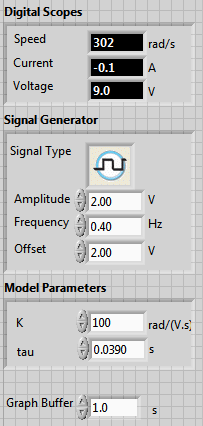 Digital Scopes
Speed 302 rad/s
Current -0.1 A
Voltage 9.0 V
Signal Generator
Signal Type
Amplitude 2.00 V
Frequency 0.40 Hz
Offset 2.00 V
Model Parameters
K 100 rad/(V.s)
tau 0.0390 s
Graph Buffer 1.0 s